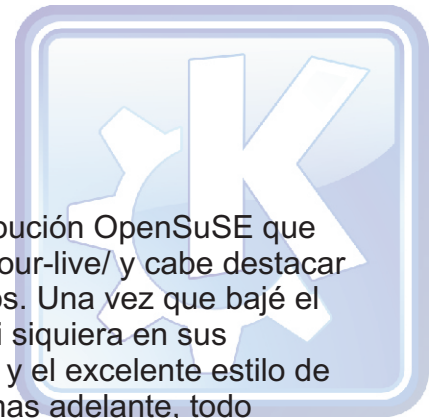 bución OpenSuSE que
our-live/ y cabe destacar
os. Una vez que bajé el
i siquiera en sus
y el excelente estilo de
mas adelante, todo